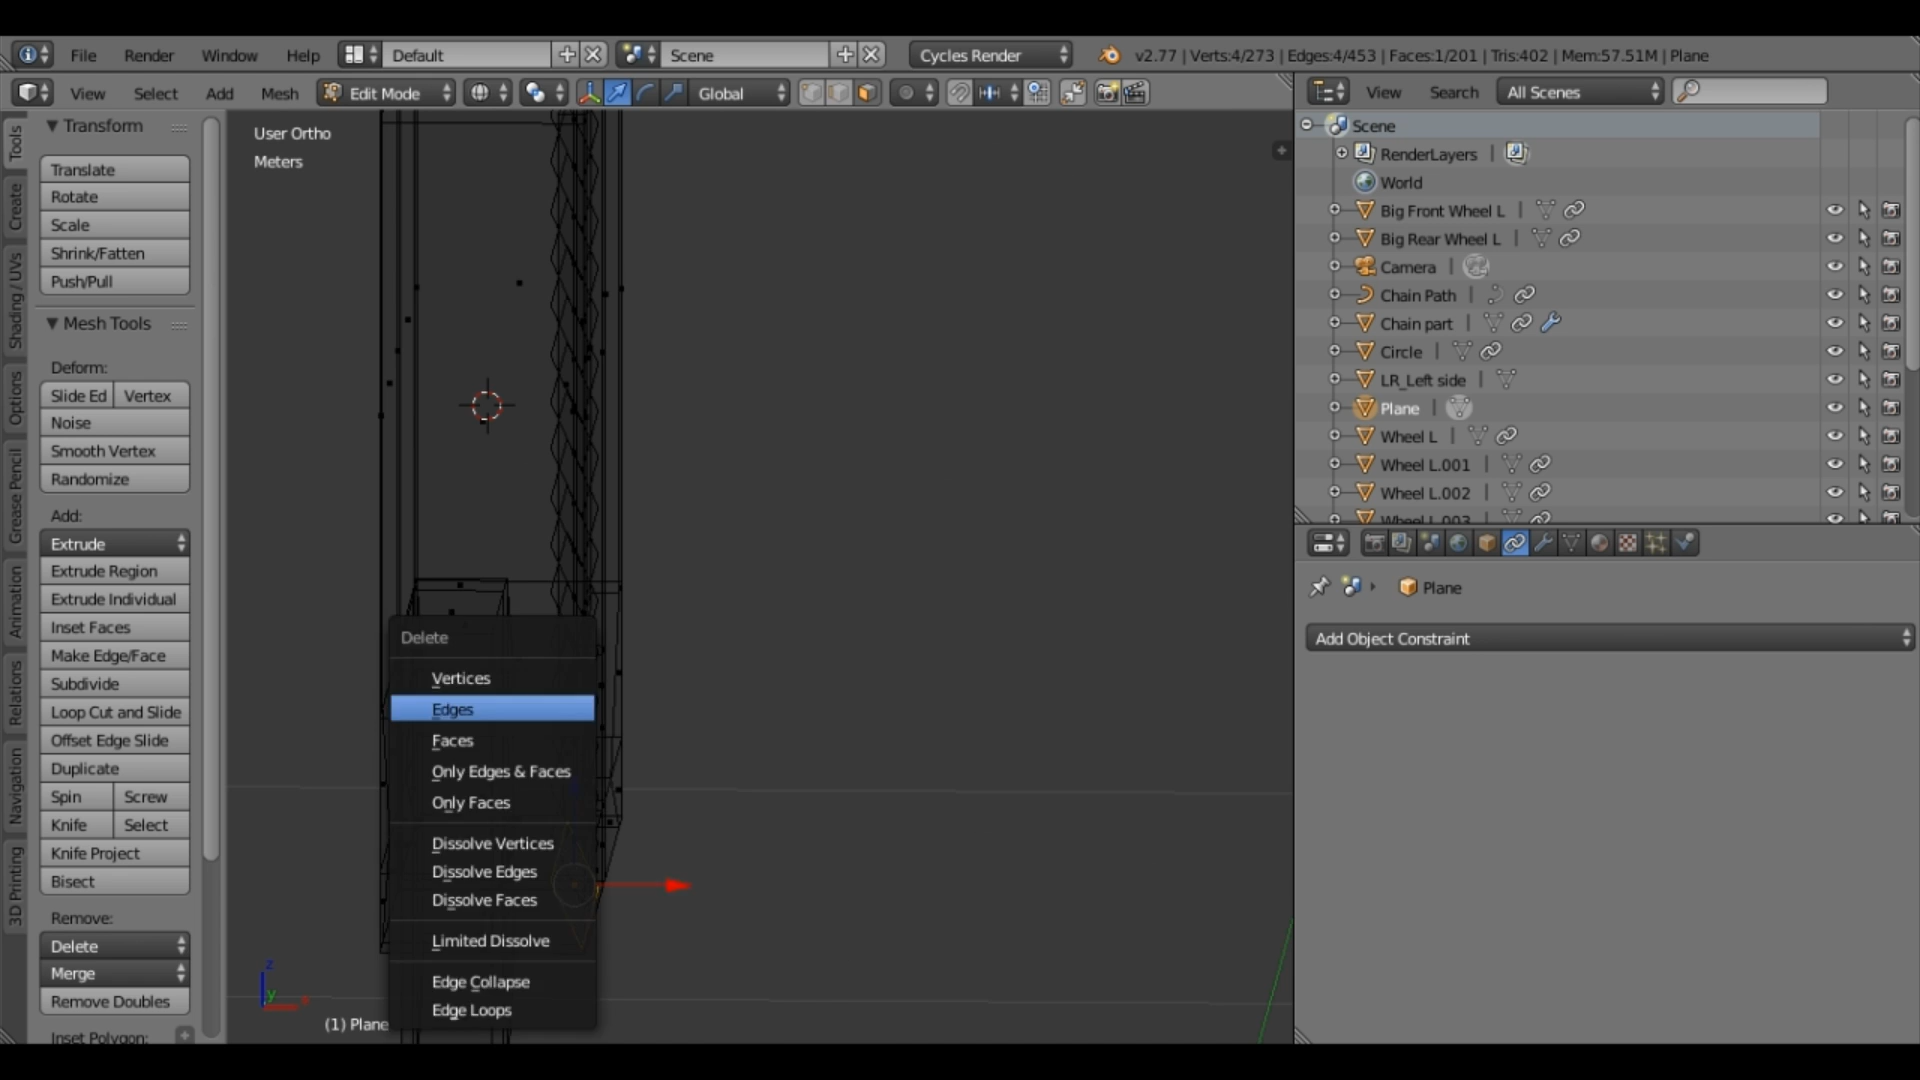 File Render Window Help Default Scene Cycles Render v2.77 | Verts:4/273 | Edges:4/453 | Faces:1/201 | Tris:402 | Mem:57.51M | Plane
View Select Add Mesh Edit Mode Global
View Search All Scenes
Tools
Create
Shading / UVs
Options
Grease Pencil
Animation
Relations
Navigation
3D Printing
Transform
Translate
Rotate
Scale
Shrink/Fatten
Push/Pull
Mesh Tools
Deform:
Slide Ed Vertex
Noise
Smooth Vertex
Randomize
Add:
Extrude
Extrude Region
Extrude Individual
Inset Faces
Make Edge/Face
Subdivide
Loop Cut and Slide
Offset Edge Slide
Duplicate
Spin Screw
Knife Select
Knife Project
Bisect
Remove:
Delete
Merge
Remove Doubles
Inset Polygon:
User Ortho
Meters
Delete
Vertices
Edges
Faces
Only Edges & Faces
Only Faces
Dissolve Vertices
Dissolve Edges
Dissolve Faces
Limited Dissolve
Edge Collapse
Edge Loops
z
y
x
(1) Plane
Scene
RenderLayers |
World
Big Front Wheel L |
Big Rear Wheel L |
Camera |
Chain Path |
Chain part |
Circle |
LR_Left side |
Plane |
Wheel L |
Wheel L.001 |
Wheel L.002 |
Wheel L.003 |
Plane
Add Object Constraint